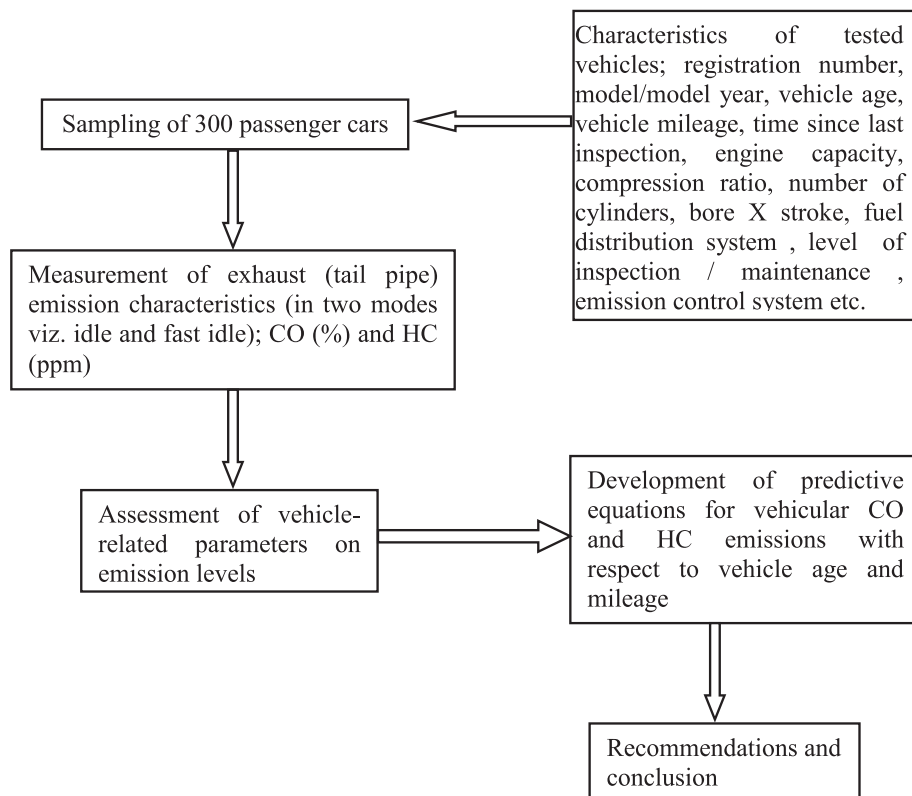 Characteristics of tested
vehicles; registration number,
model/model year, vehicle age,
vehicle mileage, time since last
inspection, engine capacity,
compression ratio, number of
cylinders, bore X stroke, fuel
distribution system , level of
inspection / maintenance ,
emission control system etc.
Sampling of 300 passenger cars
Measurement of exhaust (tail pipe)
emission characteristics (in two modes
viz. idle and fast idle); CO (%) and HC
(ppm)
Assessment of vehicle-
related parameters on
emission levels
Development of predictive
equations for vehicular CO
and HC emissions with
respect to vehicle age and
mileage
Recommendations and
conclusion